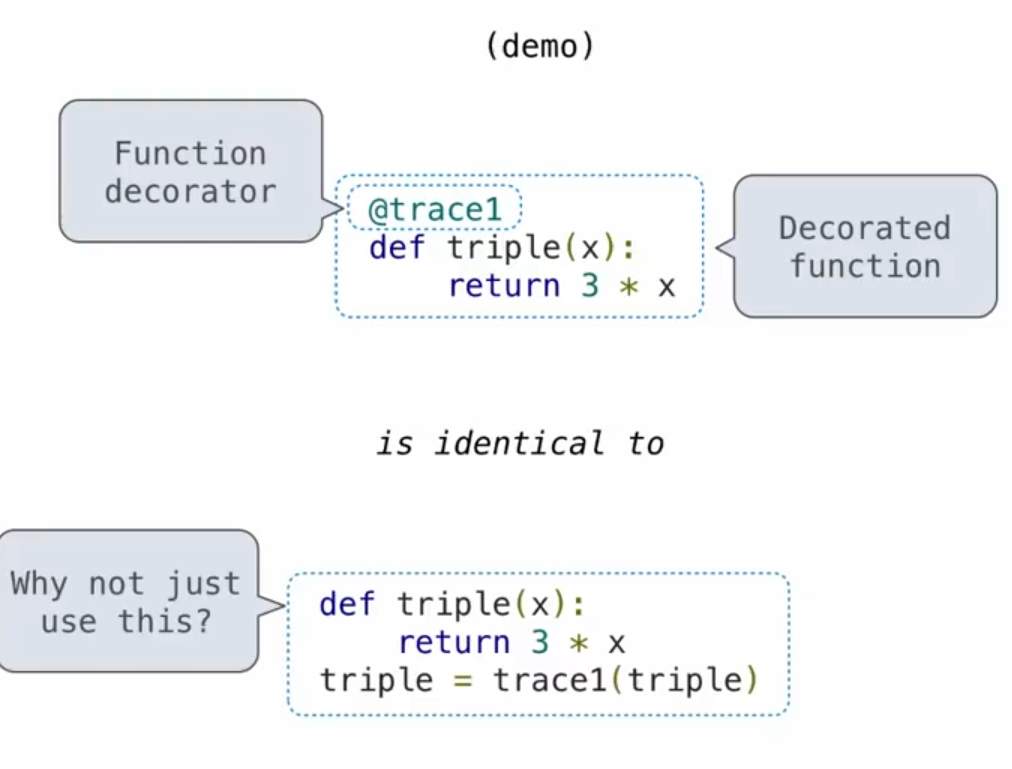 (demo)
Function
decorator
@trace1
def triple(x):
    return 3 * x
Decorated
function
is identical to
Why not just
use this?
def triple(x):
    return 3 * x
triple = trace1(triple)